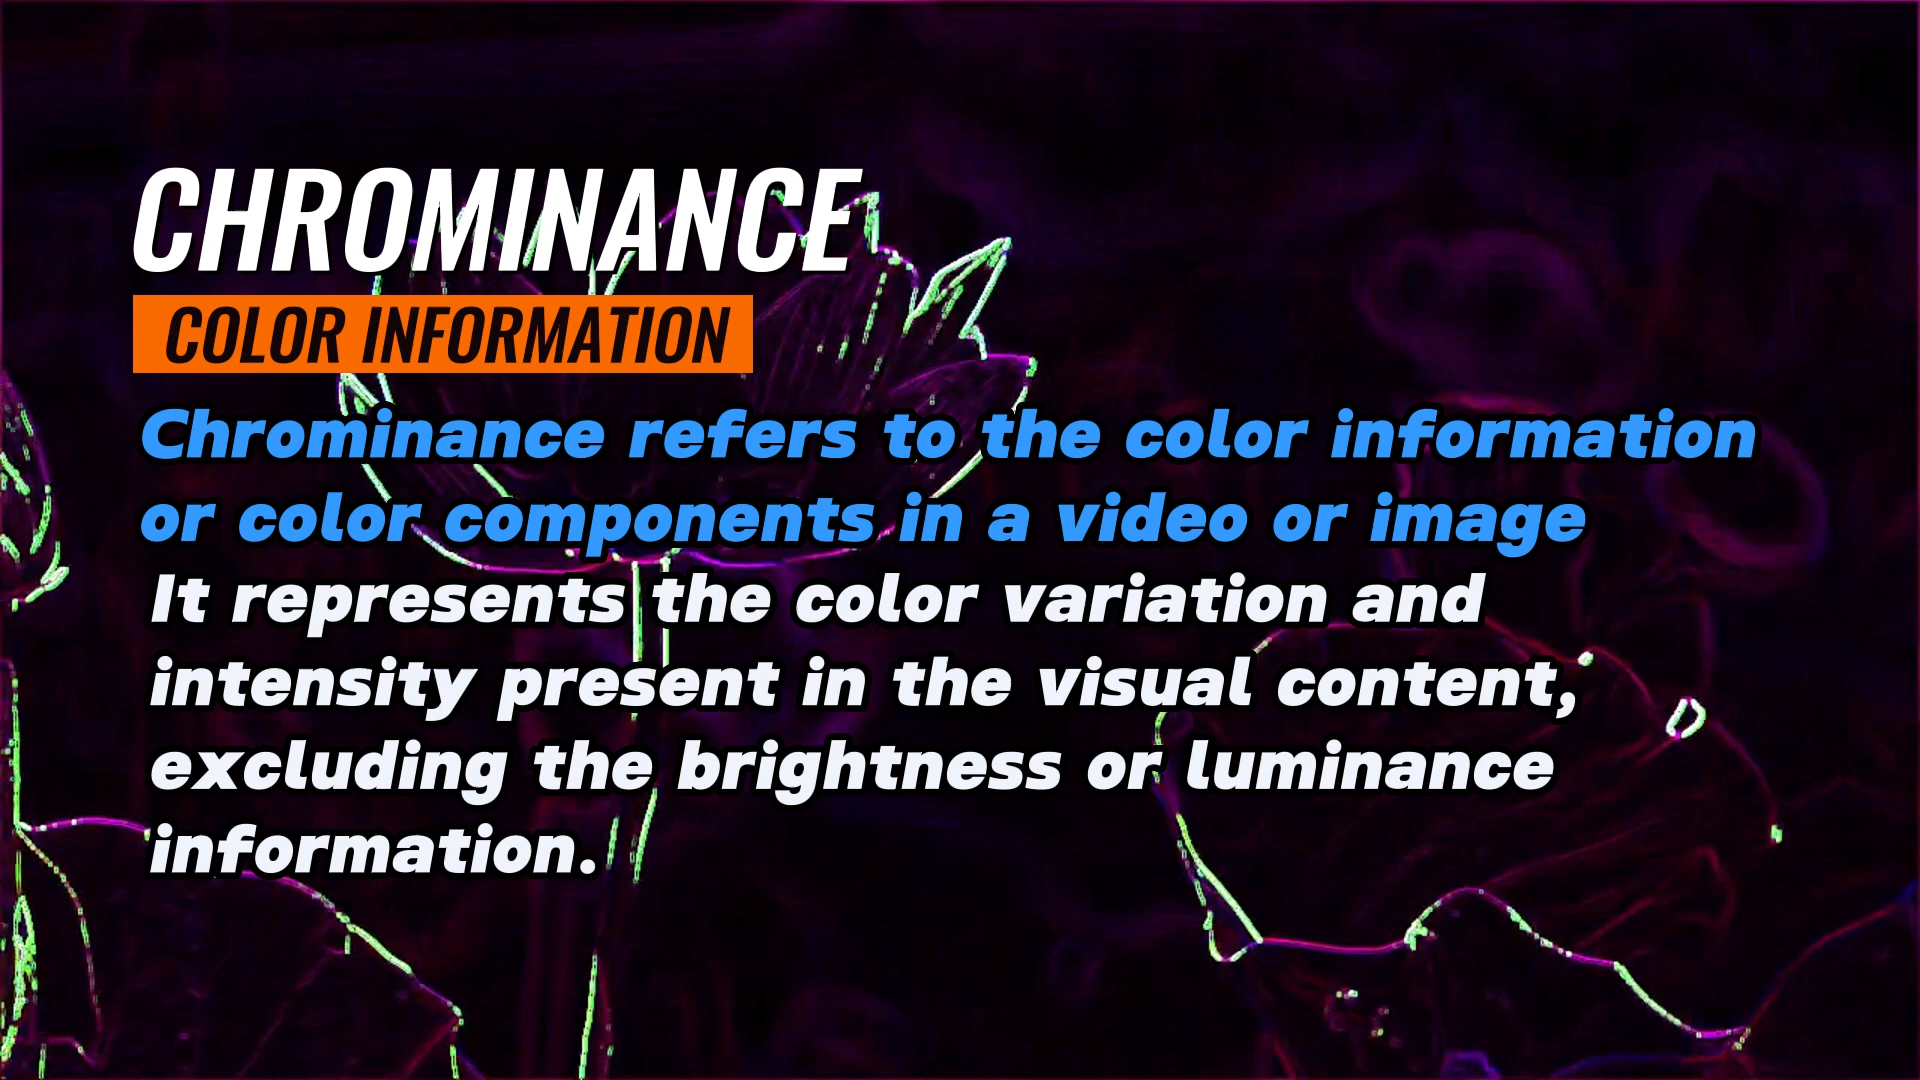 CHROMINANCE
COLOR INFORMATION
Chrominance refers to the color information
or color components in a video or image
It represents the color variation and
intensity present in the visual content,
excluding the brightness or luminance
information.